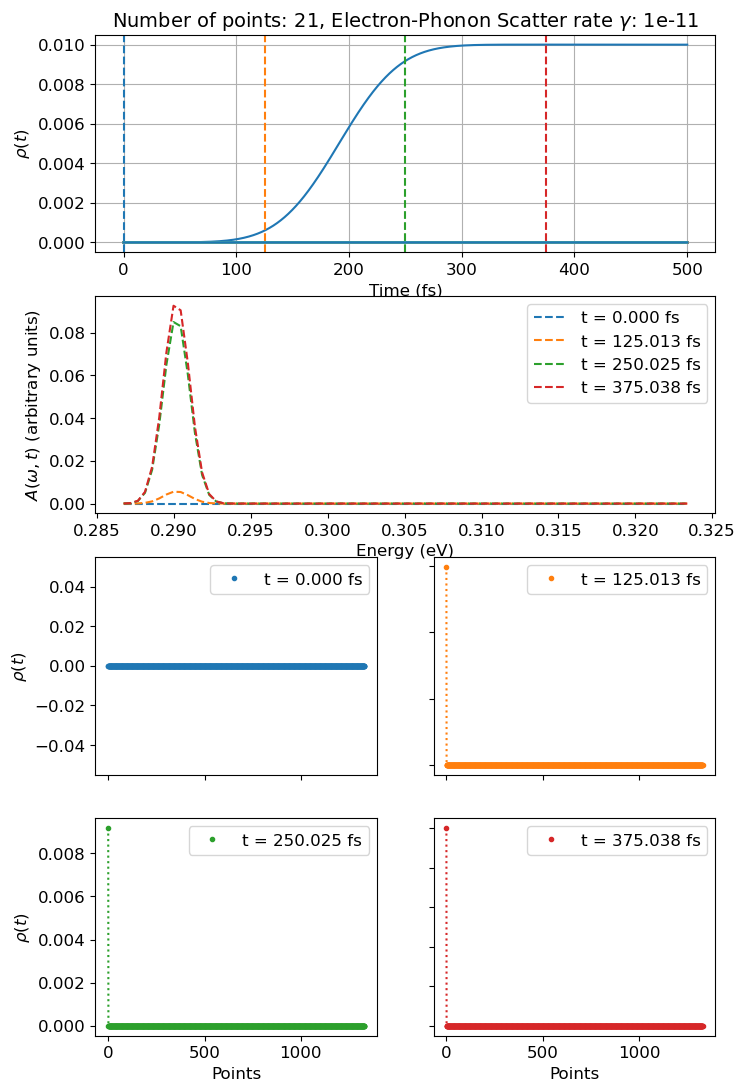 Number of points: 21, Electron-Phonon Scatter rate γ: 1e-11
0.010
0.008
0.006
0.004
0.002
0.000
ρ(t)
0 100 200 300 400 500
Time (fs)
0.08
0.06
0.04
0.02
0.00
A(ω, t) (arbitrary units)
t = 0.000 fs
t = 125.013 fs
t = 250.025 fs
t = 375.038 fs
0.285 0.290 0.295 0.300 0.305 0.310 0.315 0.320 0.325
Energy (eV)
0.04
0.02
0.00
−0.02
−0.04
ρ(t)
t = 0.000 fs
t = 125.013 fs
0.008
0.006
0.004
0.002
0.000
ρ(t)
t = 250.025 fs
0 500 1000
Points
t = 375.038 fs
0 500 1000
Points